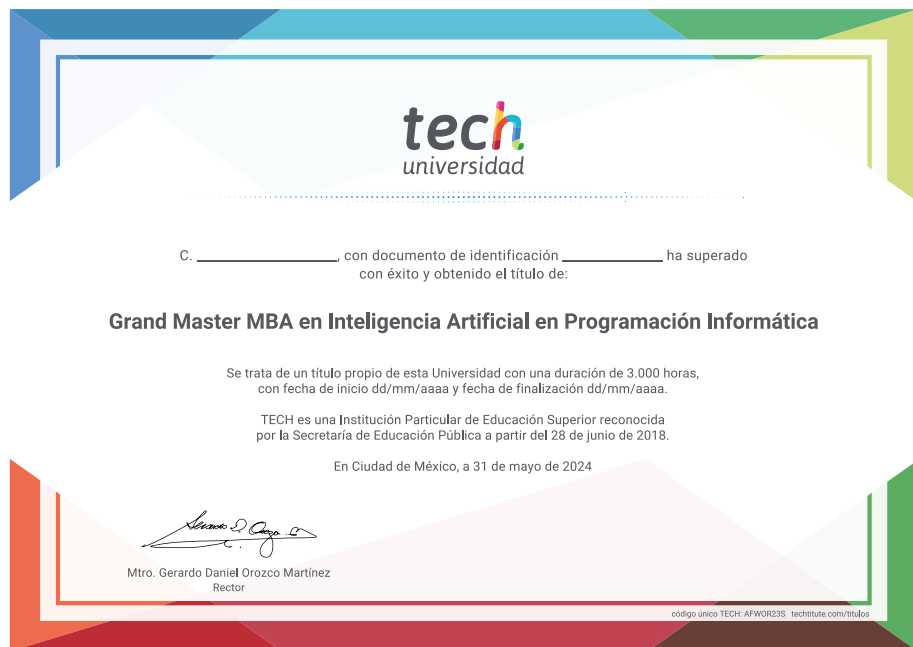 tech
universidad
C. ____________________, con documento de identificación ______________ ha superado
con éxito y obtenido el título de:
Grand Master MBA en Inteligencia Artificial en Programación Informática
Se trata de un título propio de esta Universidad con una duración de 3.000 horas,
con fecha de inicio dd/mm/aaaa y fecha de finalización dd/mm/aaaa.
TECH es una Institución Particular de Educación Superior reconocida
por la Secretaría de Educación Pública a partir del 28 de junio de 2018.
En Ciudad de México, a 31 de mayo de 2024
Mtro. Gerardo Daniel Orozco Martínez
Rector
código único TECH: AFWOR23S techtitute.com/titulos